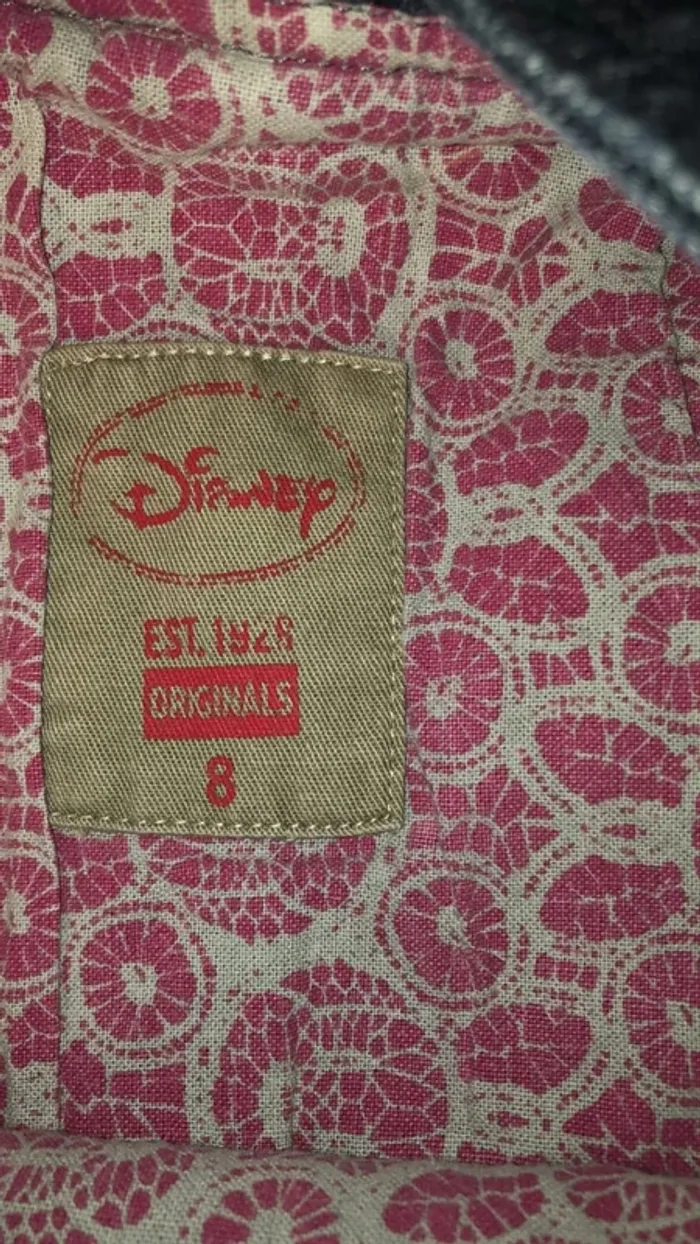 Disney
EST. 1928
ORIGINALS
8